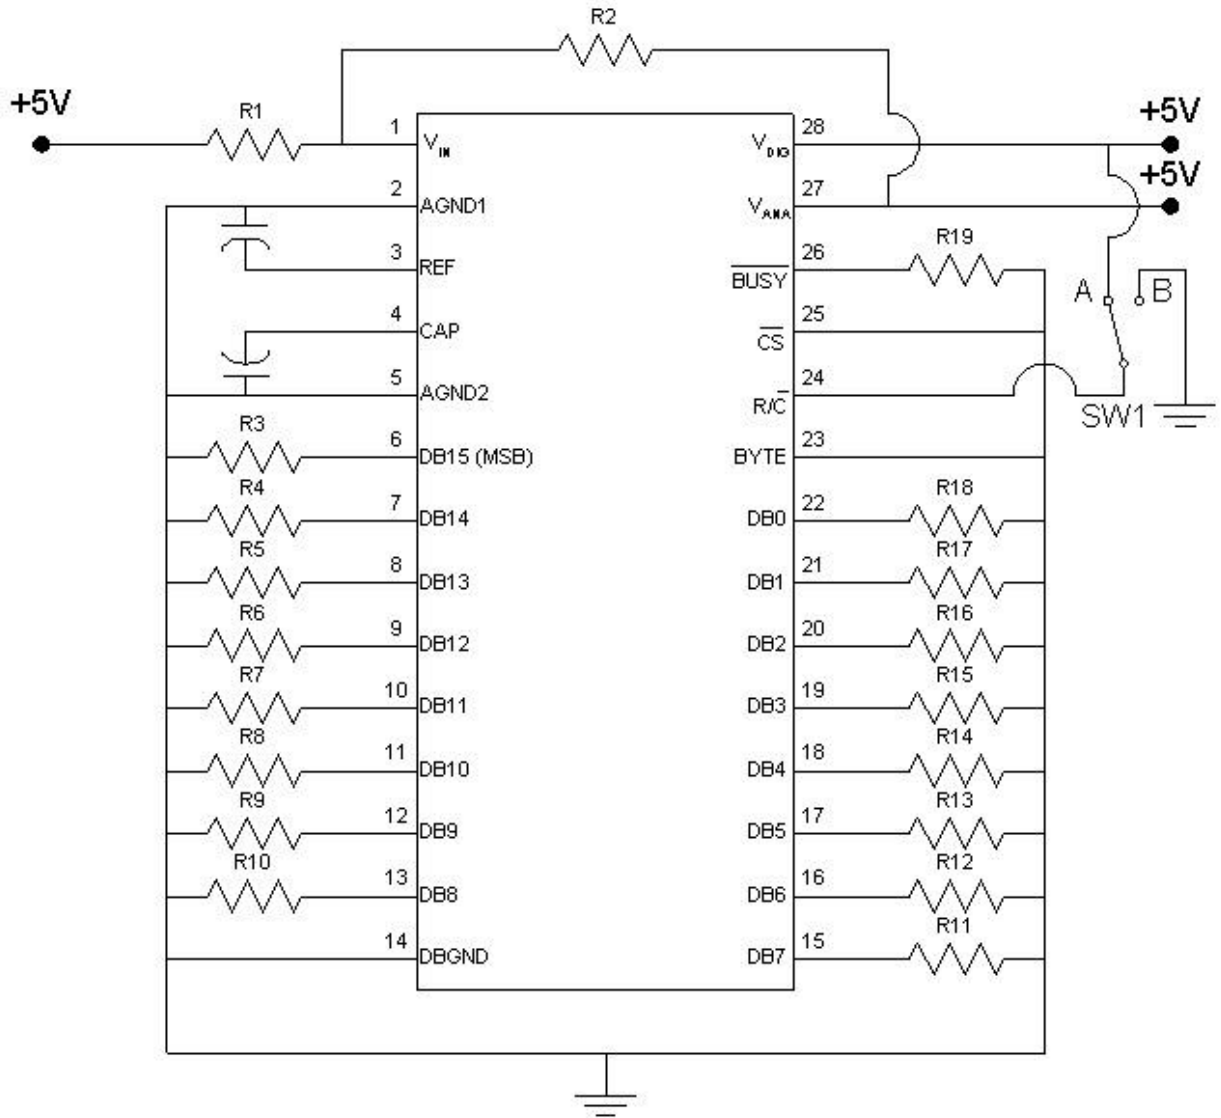 R2
+5V
R1
1
V_IN
28
V_DIG
+5V
2
AGND1
27
V_ANA
+5V
3
REF
26
BUSY
R19
A
B
4
CAP
25
CS
5
AGND2
24
R/C
SW1
R3
6
DB15 (MSB)
23
BYTE
R4
7
DB14
22
DB0
R18
R5
8
DB13
21
DB1
R17
R6
9
DB12
20
DB2
R16
R7
10
DB11
19
DB3
R15
R8
11
DB10
18
DB4
R14
R9
12
DB9
17
DB5
R13
R10
13
DB8
16
DB6
R12
14
DBGND
15
DB7
R11